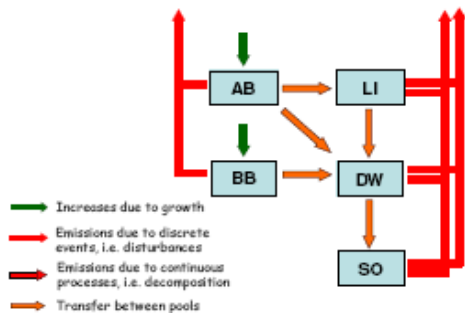 AB
LI
BB
DW
SO
Increases due to growth
Emissions due to discrete
events, i.e. disturbances
Emissions due to continuous
processes, i.e. decomposition
Transfer between pools